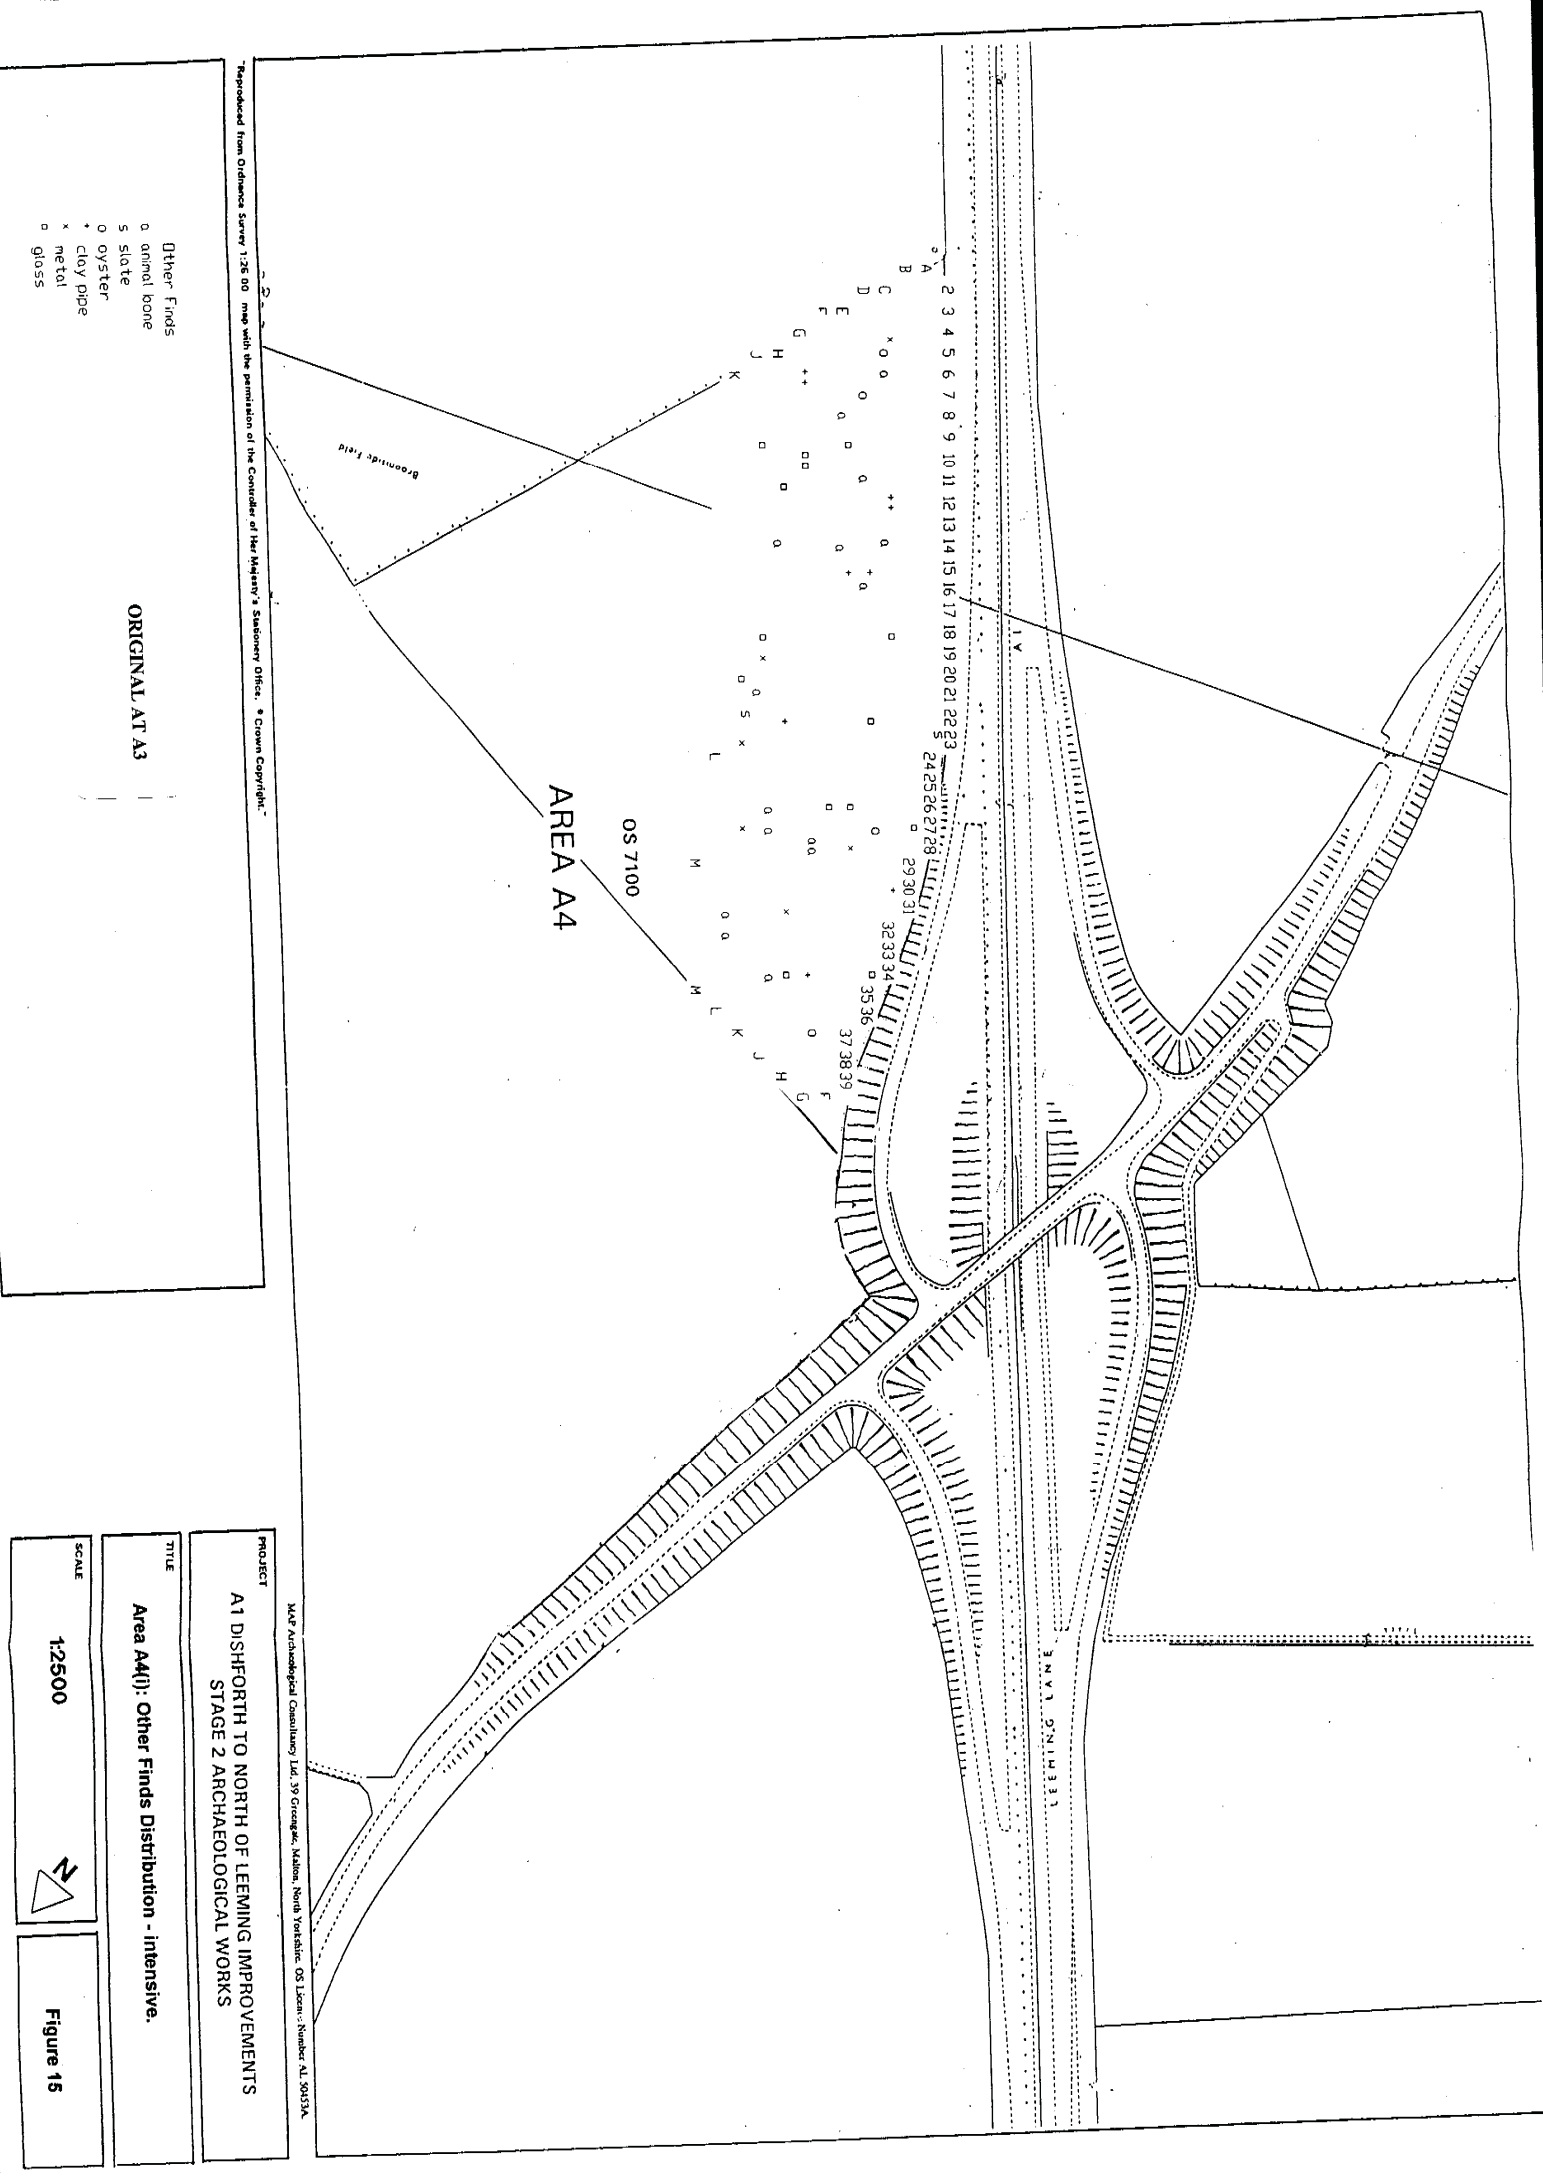 A1
LEEMING LANE
2 3 4 5 6 7 8 9 10 11 12 13 14 15 16 17 18 19 20 21 22 23
24 25 26 27 28
29 30 31
32 33 34
35 36
37 38 39
A
B
C
D
E
F
G
H
J
K
L
M
M
L
K
J
H
G
F
OS 7100
AREA A4
Field
"Reproduced from Ordnance Survey 1:25 00 map with the permission of the Controller of Her Majesty's Stationery Office. © Crown Copyright."
Other Finds
a animal bone
s slate
o oyster
+ clay pipe
x metal
□ glass
ORIGINAL AT A3
MAP Archaeological Consultancy Ltd. 39 Greengate, Malton, North Yorkshire. OS Licence Number AL 50453A
PROJECT
A1 DISHFORTH TO NORTH OF LEEMING IMPROVEMENTS
STAGE 2 ARCHAEOLOGICAL WORKS
TITLE
Area A4(i): Other Finds Distribution - intensive.
SCALE
1:2500
N
Figure 15